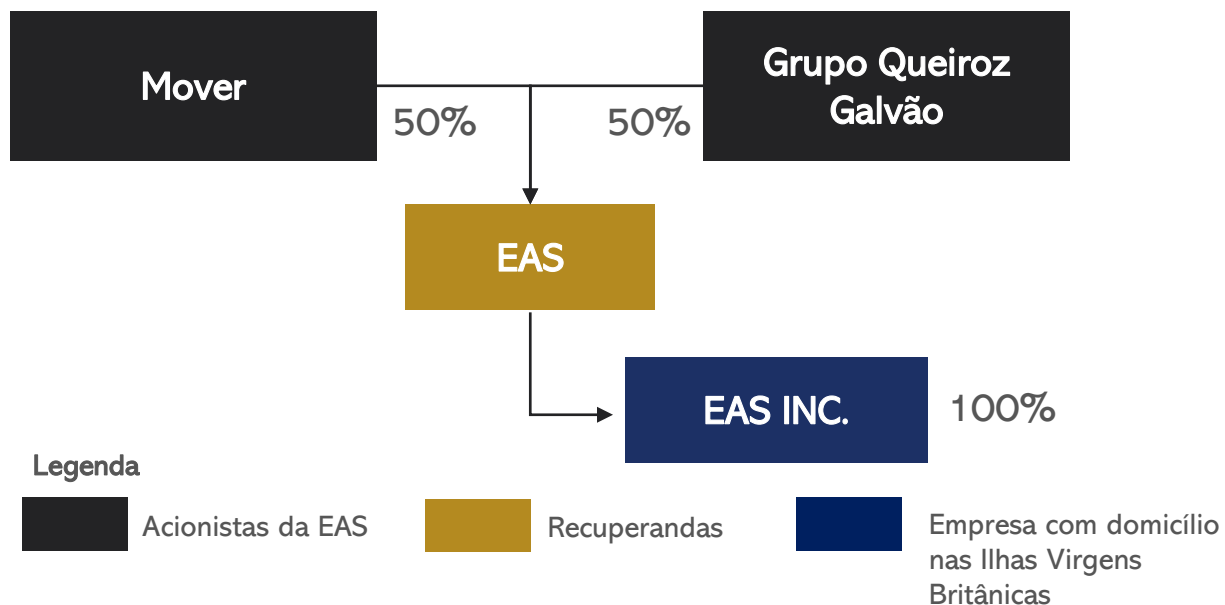 Mover
Grupo Queiroz
Galvão
50%
50%
EAS
EAS INC.
100%
Legenda
Acionistas da EAS
Recuperandas
Empresa com domicílio
nas Ilhas Virgens
Britânicas